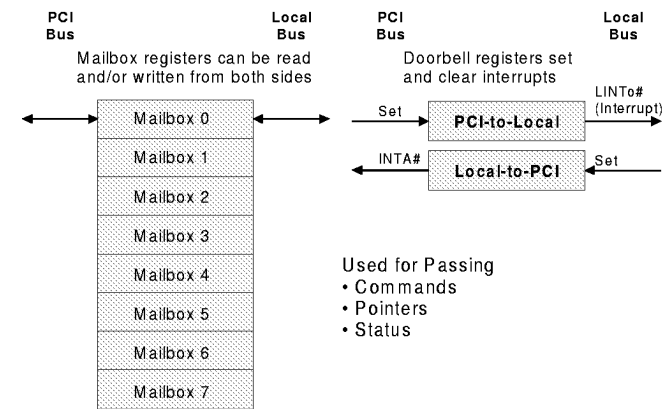 PCI
Bus
Local
Bus
Mailbox registers can be read
and/or written from both sides
Mailbox 0
Mailbox 1
Mailbox 2
Mailbox 3
Mailbox 4
Mailbox 5
Mailbox 6
Mailbox 7
PCI
Bus
Local
Bus
Doorbell registers set
and clear interrupts
Set
PCI-to-Local
LINTo#
(Interrupt)
INTA#
Local-to-PCI
Set
Used for Passing
• Commands
• Pointers
• Status